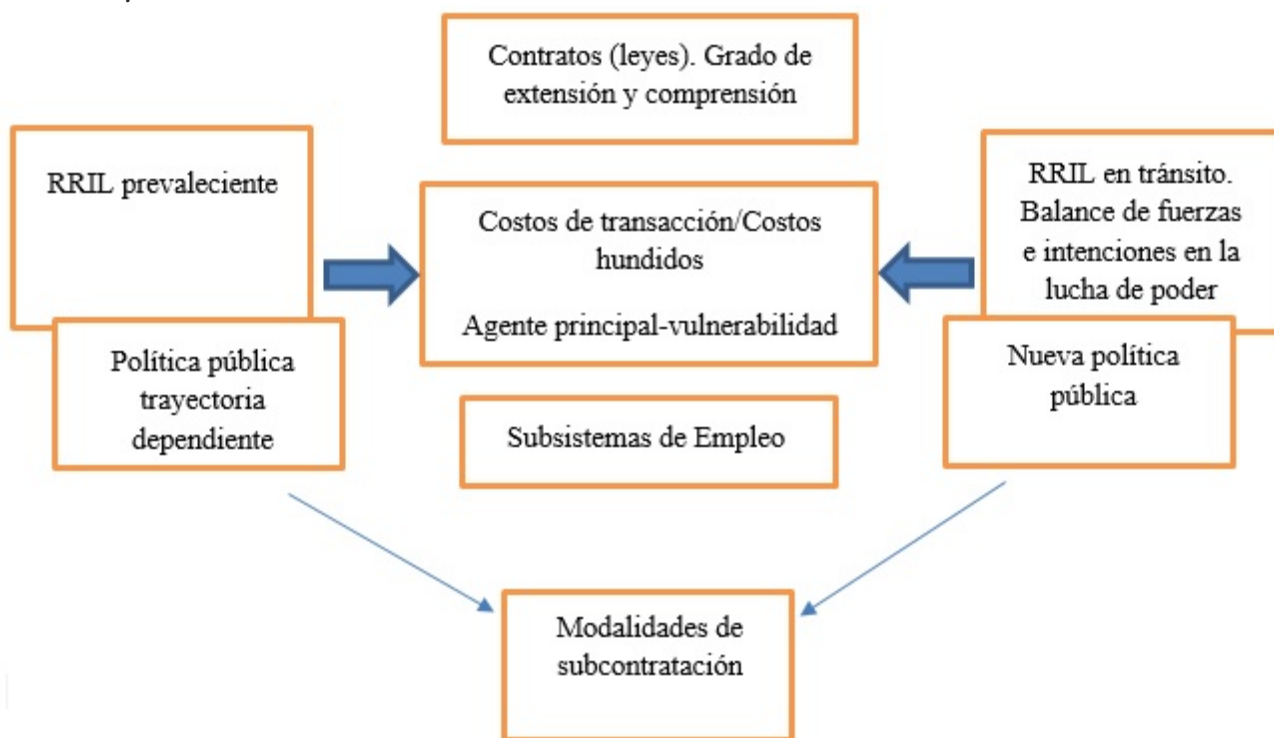 Contratos (leyes). Grado de
extensión y comprensión
RRIL prevaleciente
Política pública
trayectoria
dependiente
Costos de transacción/Costos
hundidos
Agente principal-vulnerabilidad
Subsistemas de Empleo
RRIL en tránsito.
Balance de fuerzas
e intenciones en la
lucha de poder
Nueva política
pública
Modalidades de
subcontratación